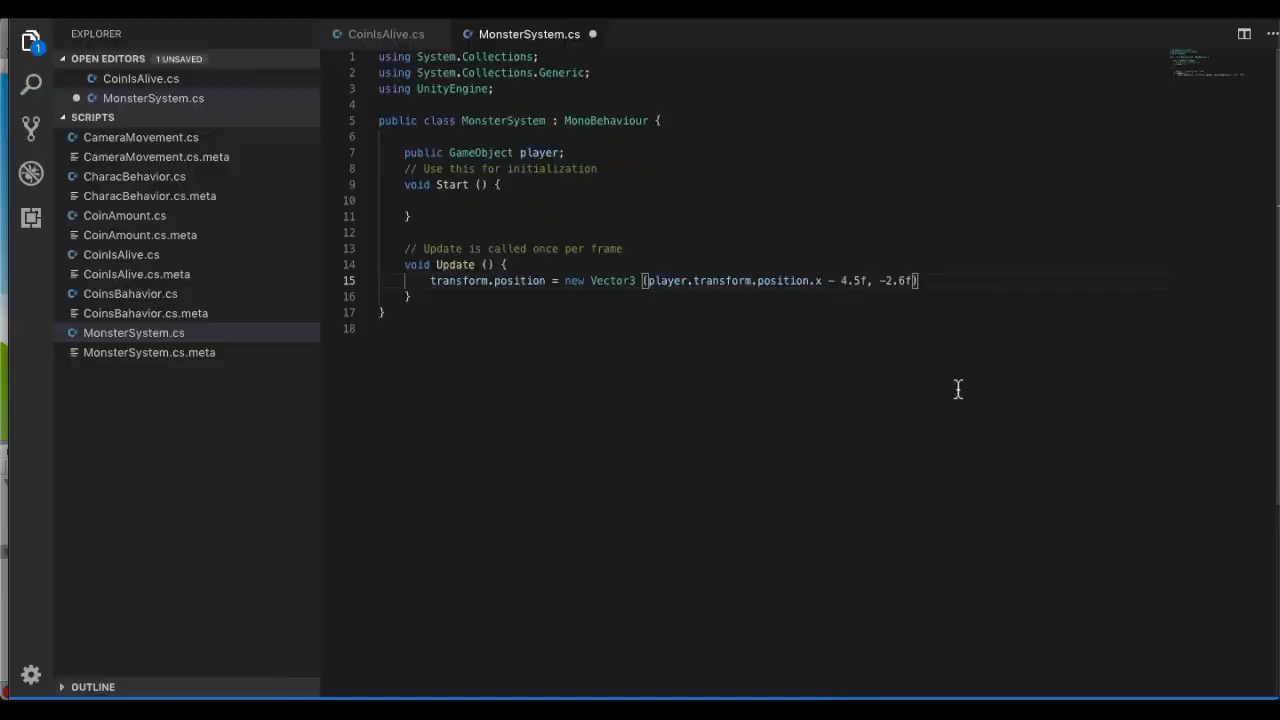 EXPLORER
OPEN EDITORS 1 UNSAVED
CoinIsAlive.cs
MonsterSystem.cs
SCRIPTS
CameraMovement.cs
CameraMovement.cs.meta
CharacBehavior.cs
CharacBehavior.cs.meta
CoinAmount.cs
CoinAmount.cs.meta
CoinIsAlive.cs
CoinIsAlive.cs.meta
CoinsBahavior.cs
CoinsBahavior.cs.meta
MonsterSystem.cs
MonsterSystem.cs.meta
OUTLINE
1
CoinIsAlive.cs
MonsterSystem.cs
1 using System.Collections;
2 using System.Collections.Generic;
3 using UnityEngine;
4
5 public class MonsterSystem : MonoBehaviour {
6
7 public GameObject player;
8 // Use this for initialization
9 void Start () {
10
11 }
12
13 // Update is called once per frame
14 void Update () {
15 transform.position = new Vector3 (player.transform.position.x - 4.5f, -2.6f)
16 }
17 }
18